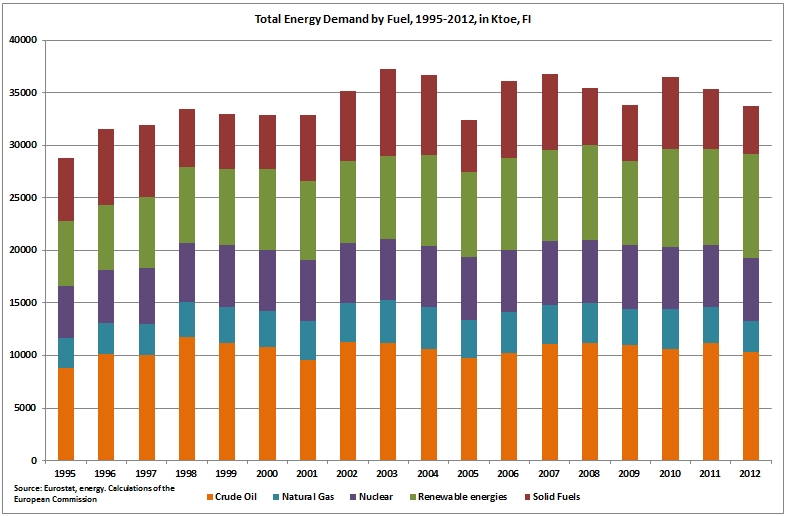 Total Energy Demand by Fuel, 1995-2012, in Ktoe, FI
40000
35000
30000
25000
20000
15000
10000
5000
0
1995 1996 1997 1998 1999 2000 2001 2002 2003 2004 2005 2006 2007 2008 2009 2010 2011 2012
Source: Eurostat, energy. Calculations of the
European Commission
Crude Oil Natural Gas Nuclear Renewable energies Solid Fuels